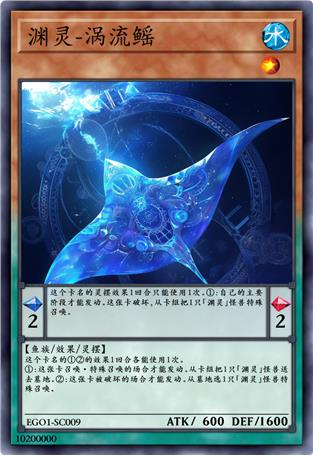 渊灵-涡流鳐
水
这个卡名的灵摆效果1回合只能使用1次。①:自己的主要
阶段才能发动。这张卡破坏,从卡组把1只「渊灵」怪兽特殊
召唤。
2
2
【鱼族/效果/灵摆】
这个卡名的①②的效果1回合各能使用1次。
①:这张卡召唤·特殊召唤的场合才能发动。从卡组把1只「渊灵」怪兽送
去墓地。②:这张卡被破坏的场合才能发动。从墓地选1只「渊灵」怪兽特
殊召唤。
EGO1-SC009
ATK/ 600 DEF/1600
10200000